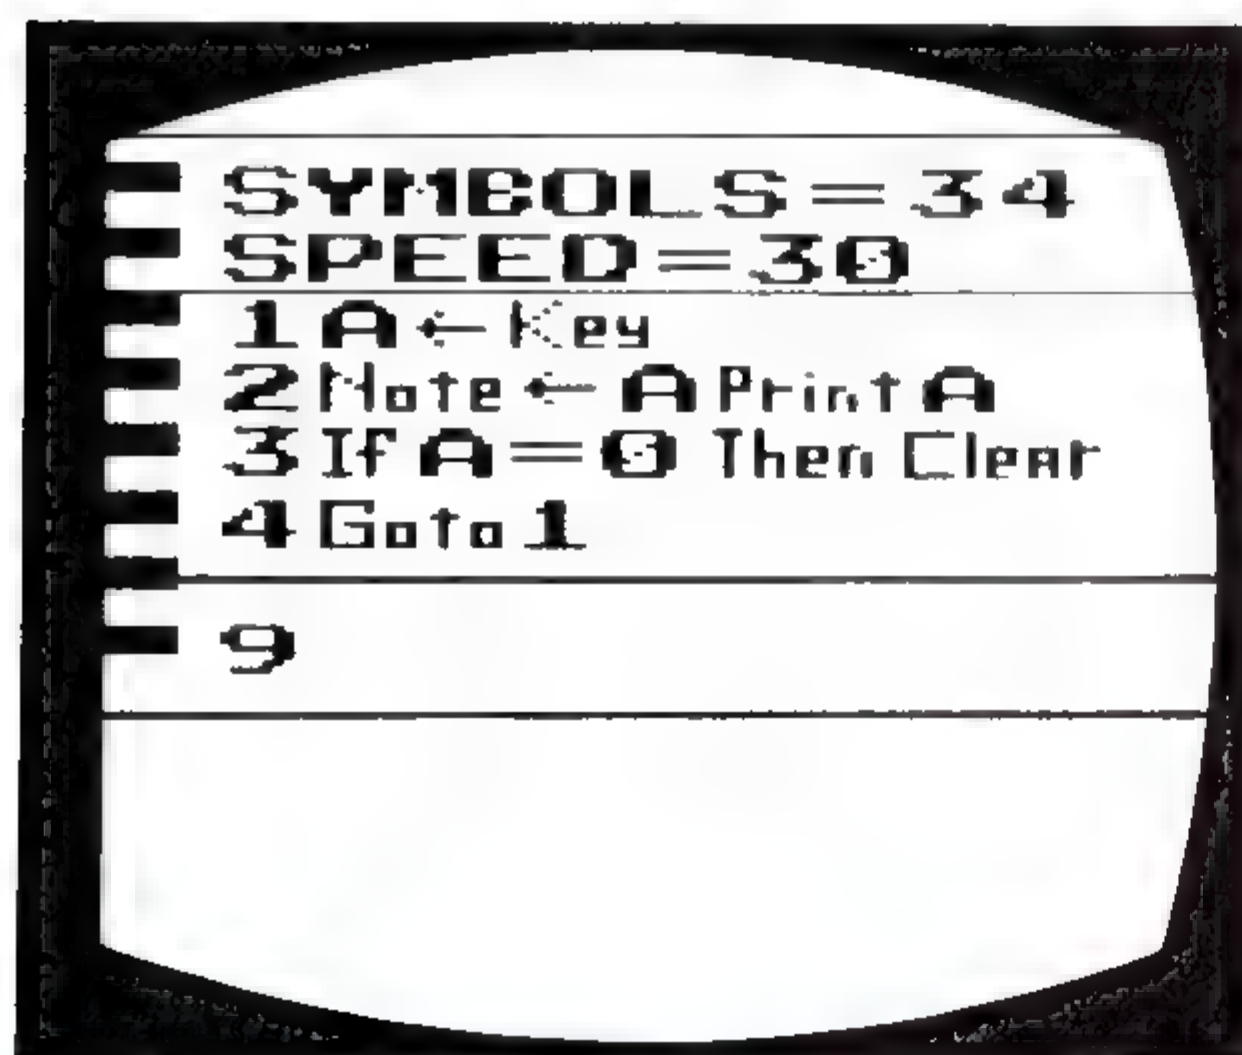 SYMBOLS=34
SPEED=30
1 A ← Key
2 Note ← A Print A
3 If A=0 Then Clear
4 Goto 1
9